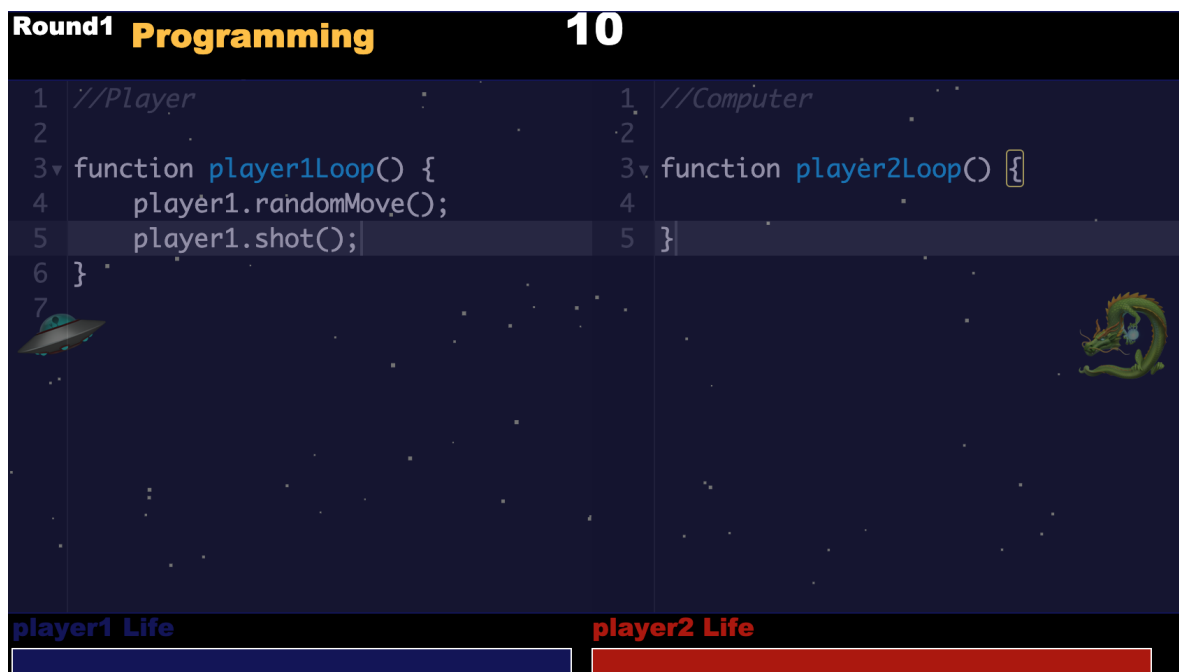 Round1 Programming 10
1 //Player
2
3 function player1Loop() {
4 player1.randomMove();
5 player1.shot();
6 }
7
1 //Computer
2
3 function player2Loop() {
4
5 }
player1 Life
player2 Life